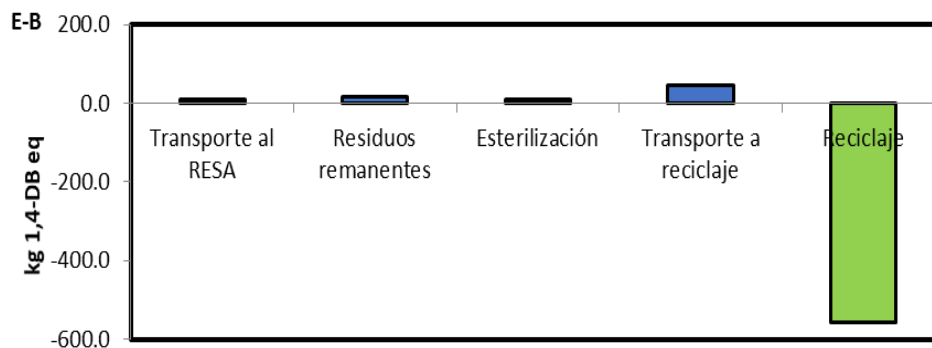 E-B
200.0
0.0
-200.0
-400.0
-600.0
kg 1,4-DB eq
Transporte al
RESA
Residuos
remanentes
Esterilización
Transporte a
reciclaje
Reciclaje